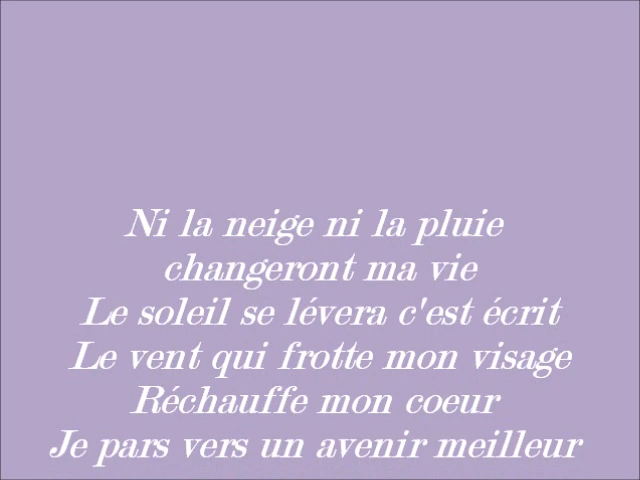 Ni la neige ni la pluie
changeront ma vie
Le soleil se lévera c'est écrit
Le vent qui frotte mon visage
Réchauffe mon coeur
Je pars vers un avenir meilleur